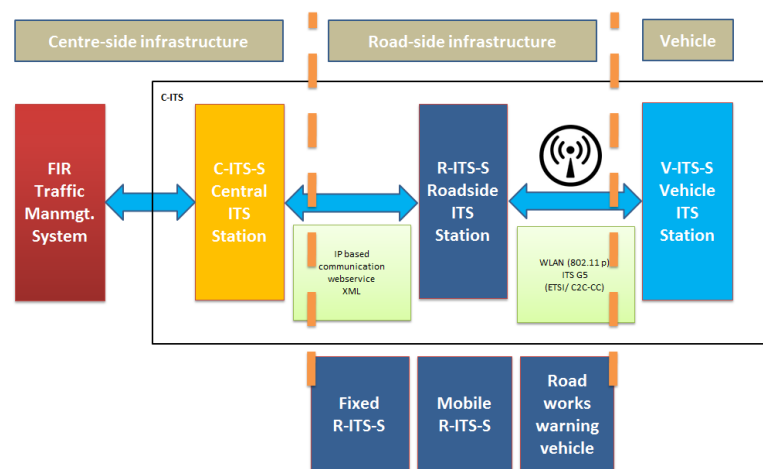 Centre-side infrastructure
Road-side infrastructure
Vehicle
C-ITS
FIR
Traffic
Manmgt.
System
C-ITS-S
Central
ITS
Station
R-ITS-S
Roadside
ITS
Station
V-ITS-S
Vehicle
ITS
Station
IP based
communication
webservice
XML
WLAN (802.11 p)
ITS G5
(ETSI/ C2C-CC)
Fixed
R-ITS-S
Mobile
R-ITS-S
Road
works
warning
vehicle